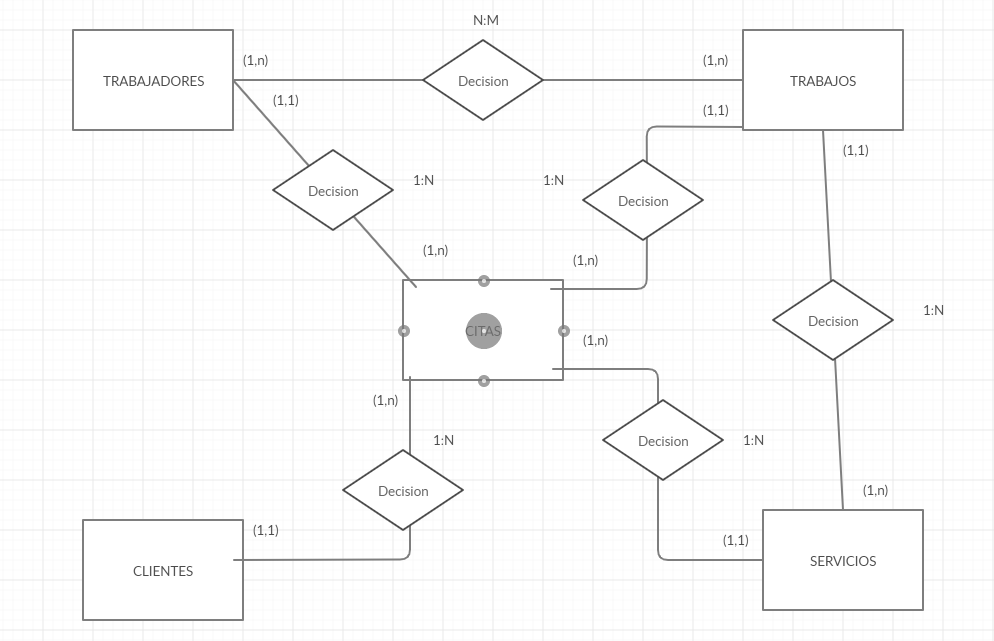 N:M
TRABAJADORES
(1,n)
Decision
(1,n)
TRABAJOS
(1,1)
(1,1)
(1,1)
Decision
1:N
1:N
Decision
(1,n)
(1,n)
CITAS
(1,n)
Decision
1:N
(1,n)
1:N
Decision
1:N
Decision
(1,n)
(1,1)
(1,1)
CLIENTES
SERVICIOS